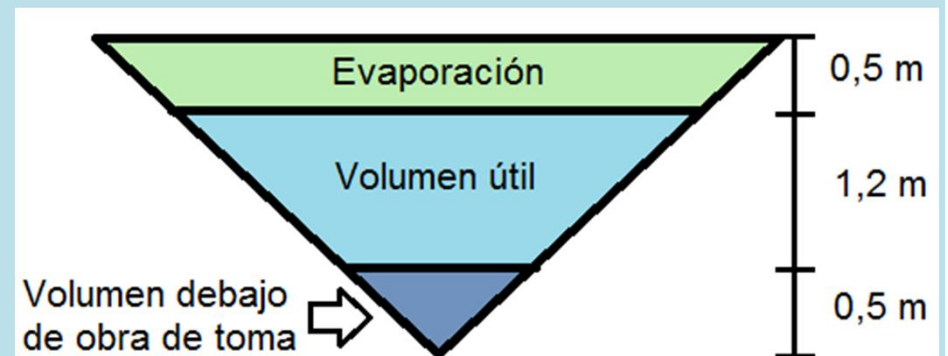 Evaporación
0,5 m
Volumen útil
1,2 m
Volumen debajo
de obra de toma
0,5 m